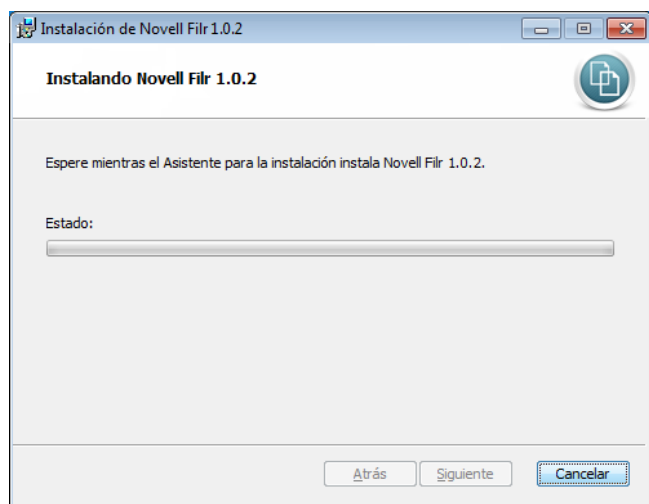 Instalación de Novell Filr 1.0.2
Instalando Novell Filr 1.0.2
Espere mientras el Asistente para la instalación instala Novell Filr 1.0.2.
Estado:
Atrás Siguiente Cancelar